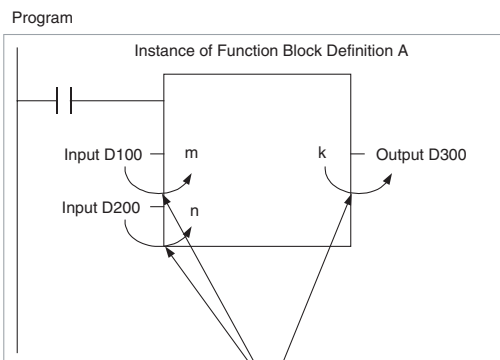 Program
Instance of Function Block Definition A
Input D100 m k Output D300
Input D200 n